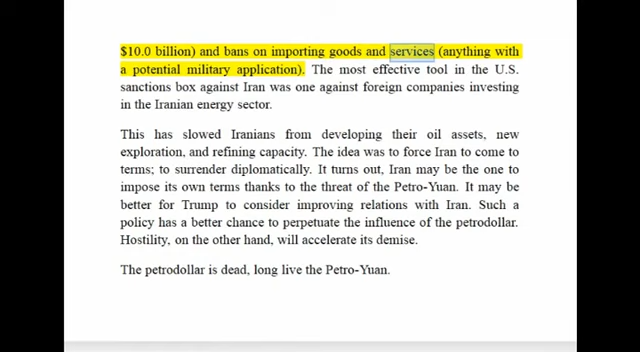 $10.0 billion) and bans on importing goods and services (anything with
a potential military application). The most effective tool in the U.S.
sanctions box against Iran was one against foreign companies investing
in the Iranian energy sector.
This has slowed Iranians from developing their oil assets, new
exploration, and refining capacity. The idea was to force Iran to come to
terms; to surrender diplomatically. It turns out, Iran may be the one to
impose its own terms thanks to the threat of the Petro-Yuan. It may be
better for Trump to consider improving relations with Iran. Such a
policy has a better chance to perpetuate the influence of the petrodollar.
Hostility, on the other hand, will accelerate its demise.
The petrodollar is dead, long live the Petro-Yuan.